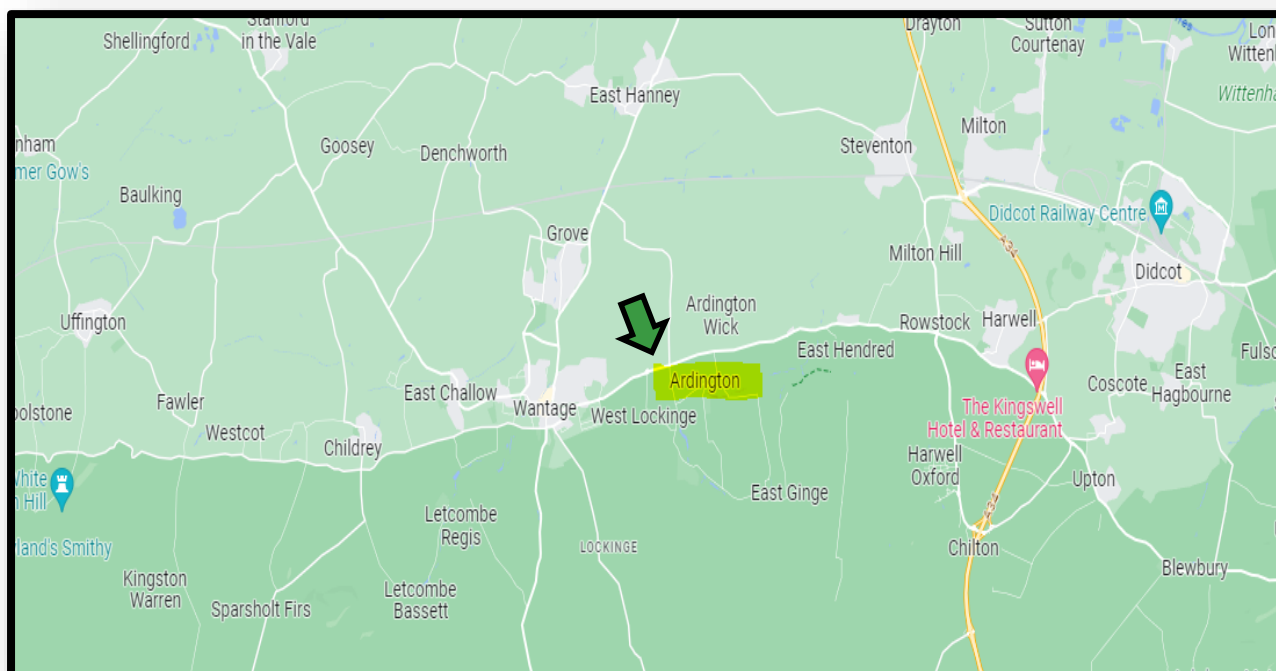 Shellingford
Stanford
in the Vale
Drayton
Sutton
Courtenay
East Hanney
Milton
Steventon
Goosey
Denchworth
Baulking
Didcot Railway Centre
Grove
Milton Hill
Didcot
A34
Uffington
Ardington
Wick
Rowstock
Harwell
East Hendred
Ardington
East Challow
Wantage
West Lockinge
Fawler
Westcot
Childrey
Coscote
East
Hagbourne
The Kingswell
Hotel & Restaurant
Harwell
Oxford
Upton
East Ginge
A34
Letcombe
Regis
LOCKINGE
Chilton
Blewbury
Kingston
Warren
Sparsholt Firs
Letcombe
Bassett